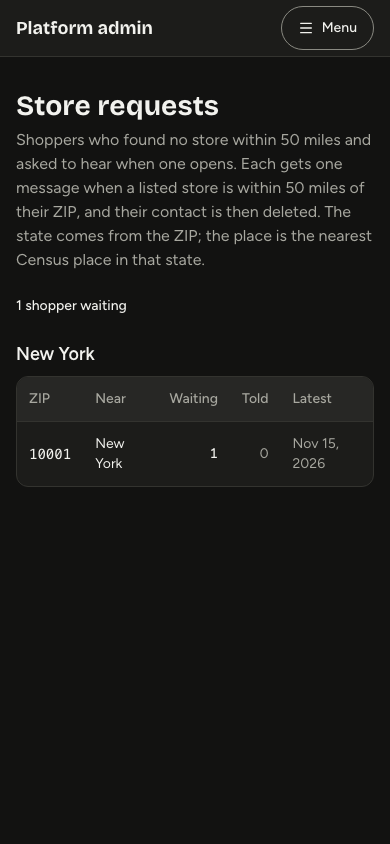 Platform admin
Menu
Store requests
Shoppers who found no store within 50 miles and
asked to hear when one opens. Each gets one
message when a listed store is within 50 miles of
their ZIP, and their contact is then deleted. The
state comes from the ZIP; the place is the nearest
Census place in that state.
1 shopper waiting
New York
ZIP Near Waiting Told Latest
10001 New York 1 0 Nov 15, 2026